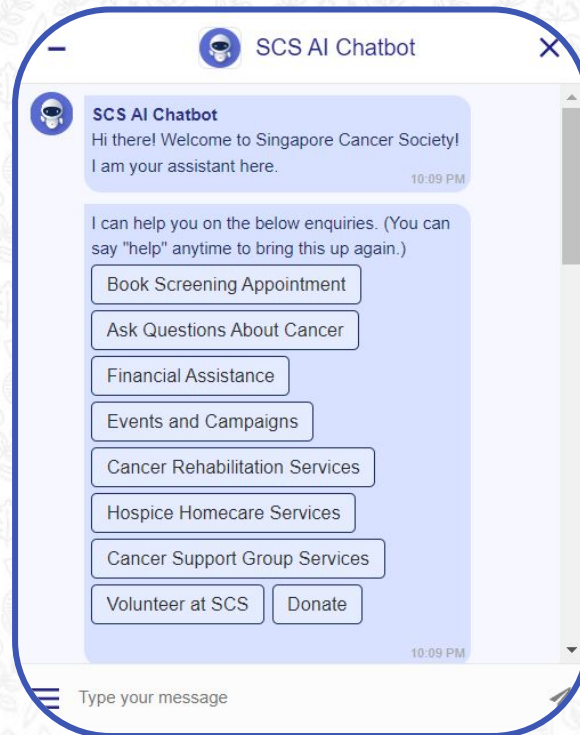 SCS AI Chatbot
SCS AI Chatbot
Hi there! Welcome to Singapore Cancer Society!
I am your assistant here.
10:09 PM
I can help you on the below enquiries. (You can
say "help" anytime to bring this up again.)
Book Screening Appointment
Ask Questions About Cancer
Financial Assistance
Events and Campaigns
Cancer Rehabilitation Services
Hospice Homecare Services
Cancer Support Group Services
Volunteer at SCS Donate
10:09 PM
Type your message